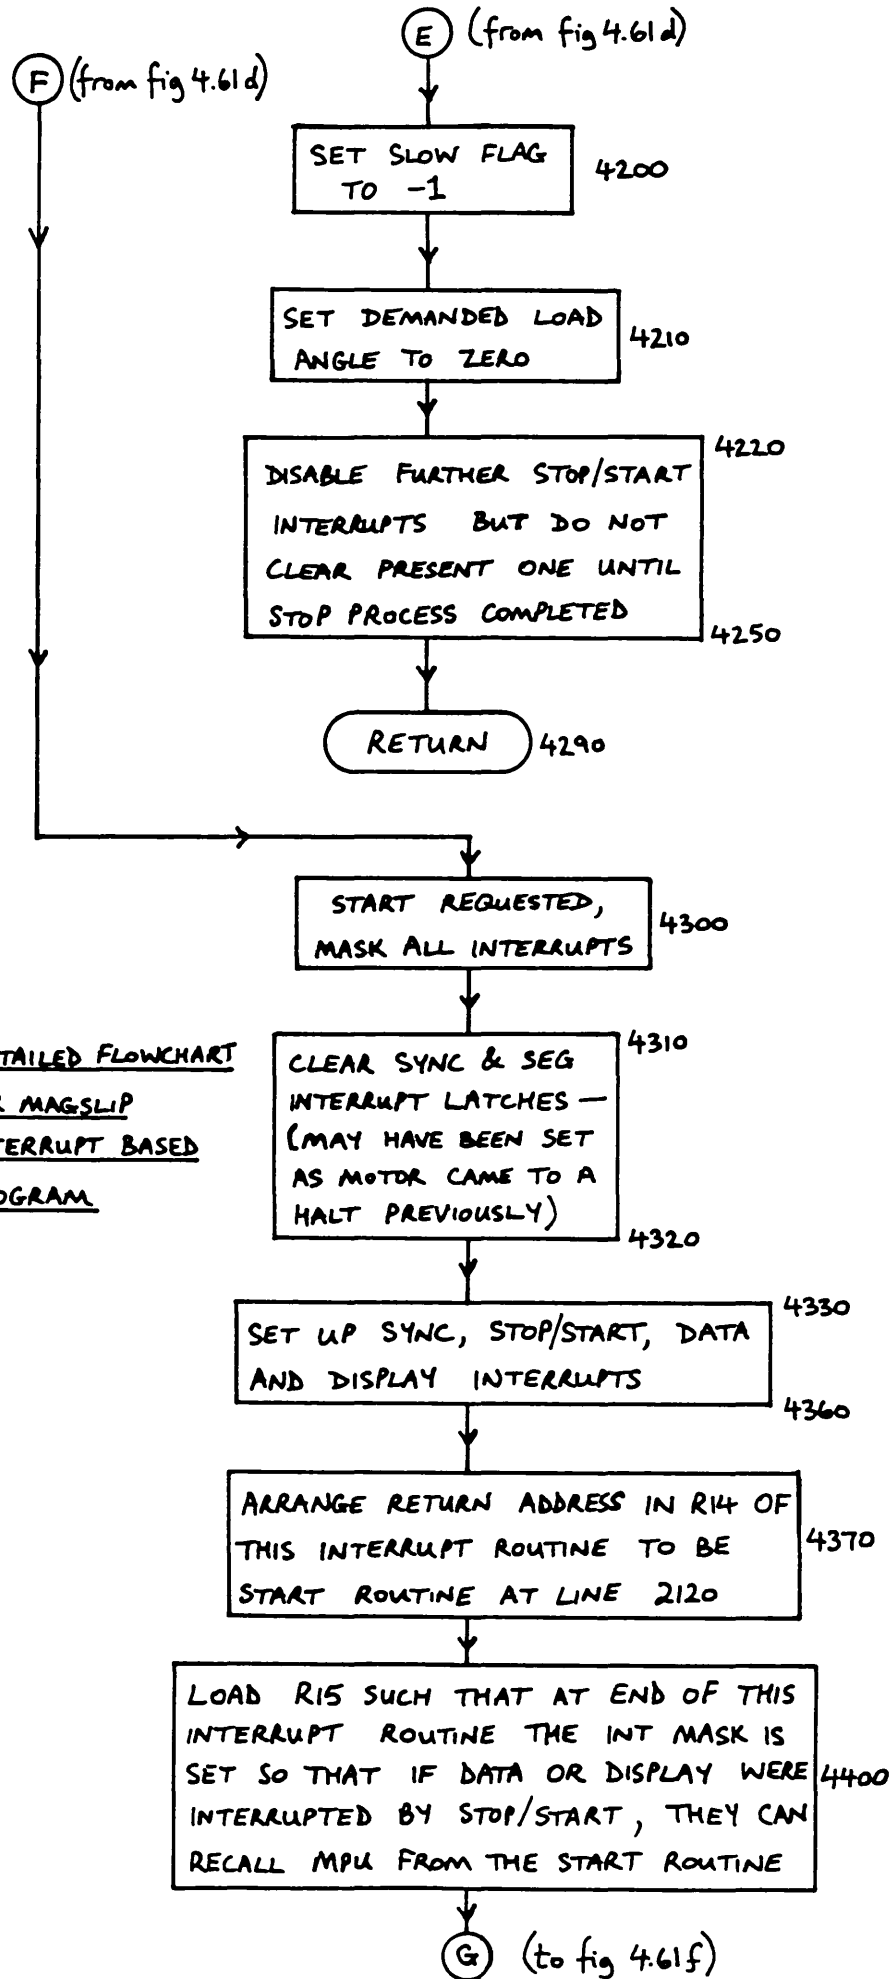 E (from fig 4.61d)
F (from fig 4.61d)
SET SLOW FLAG
TO -1
4200
SET DEMANDED LOAD
ANGLE TO ZERO
4210
4220
DISABLE FURTHER STOP/START
INTERRUPTS BUT DO NOT
CLEAR PRESENT ONE UNTIL
STOP PROCESS COMPLETED
4250
RETURN 4290
START REQUESTED,
MASK ALL INTERRUPTS
4300
TAILED FLOWCHART
R MAGSLIP
TERRUPT BASED
OGRAM
4310
CLEAR SYNC & SEG
INTERRUPT LATCHES —
(MAY HAVE BEEN SET
AS MOTOR CAME TO A
HALT PREVIOUSLY)
4320
4330
SET UP SYNC, STOP/START, DATA
AND DISPLAY INTERRUPTS
4360
ARRANGE RETURN ADDRESS IN R14 OF
THIS INTERRUPT ROUTINE TO BE
START ROUTINE AT LINE 2120
4370
LOAD R15 SUCH THAT AT END OF THIS
INTERRUPT ROUTINE THE INT MASK IS
SET SO THAT IF DATA OR DISPLAY WERE
INTERRUPTED BY STOP/START, THEY CAN
RECALL MPU FROM THE START ROUTINE
4400
G (to fig 4.61f)